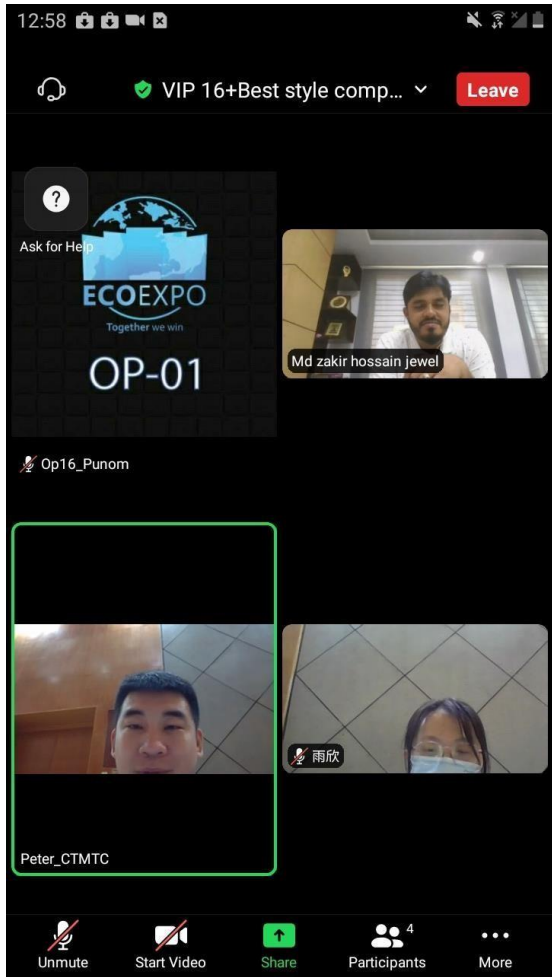 12:58
VIP 16+Best style comp...
Leave
Ask for Help
ECOEXPO
Together we win
OP-01
Op16_Punom
Md zakir hossain jewel
Peter_CTMTC
雨欣
Unmute
Start Video
Share
4
Participants
More